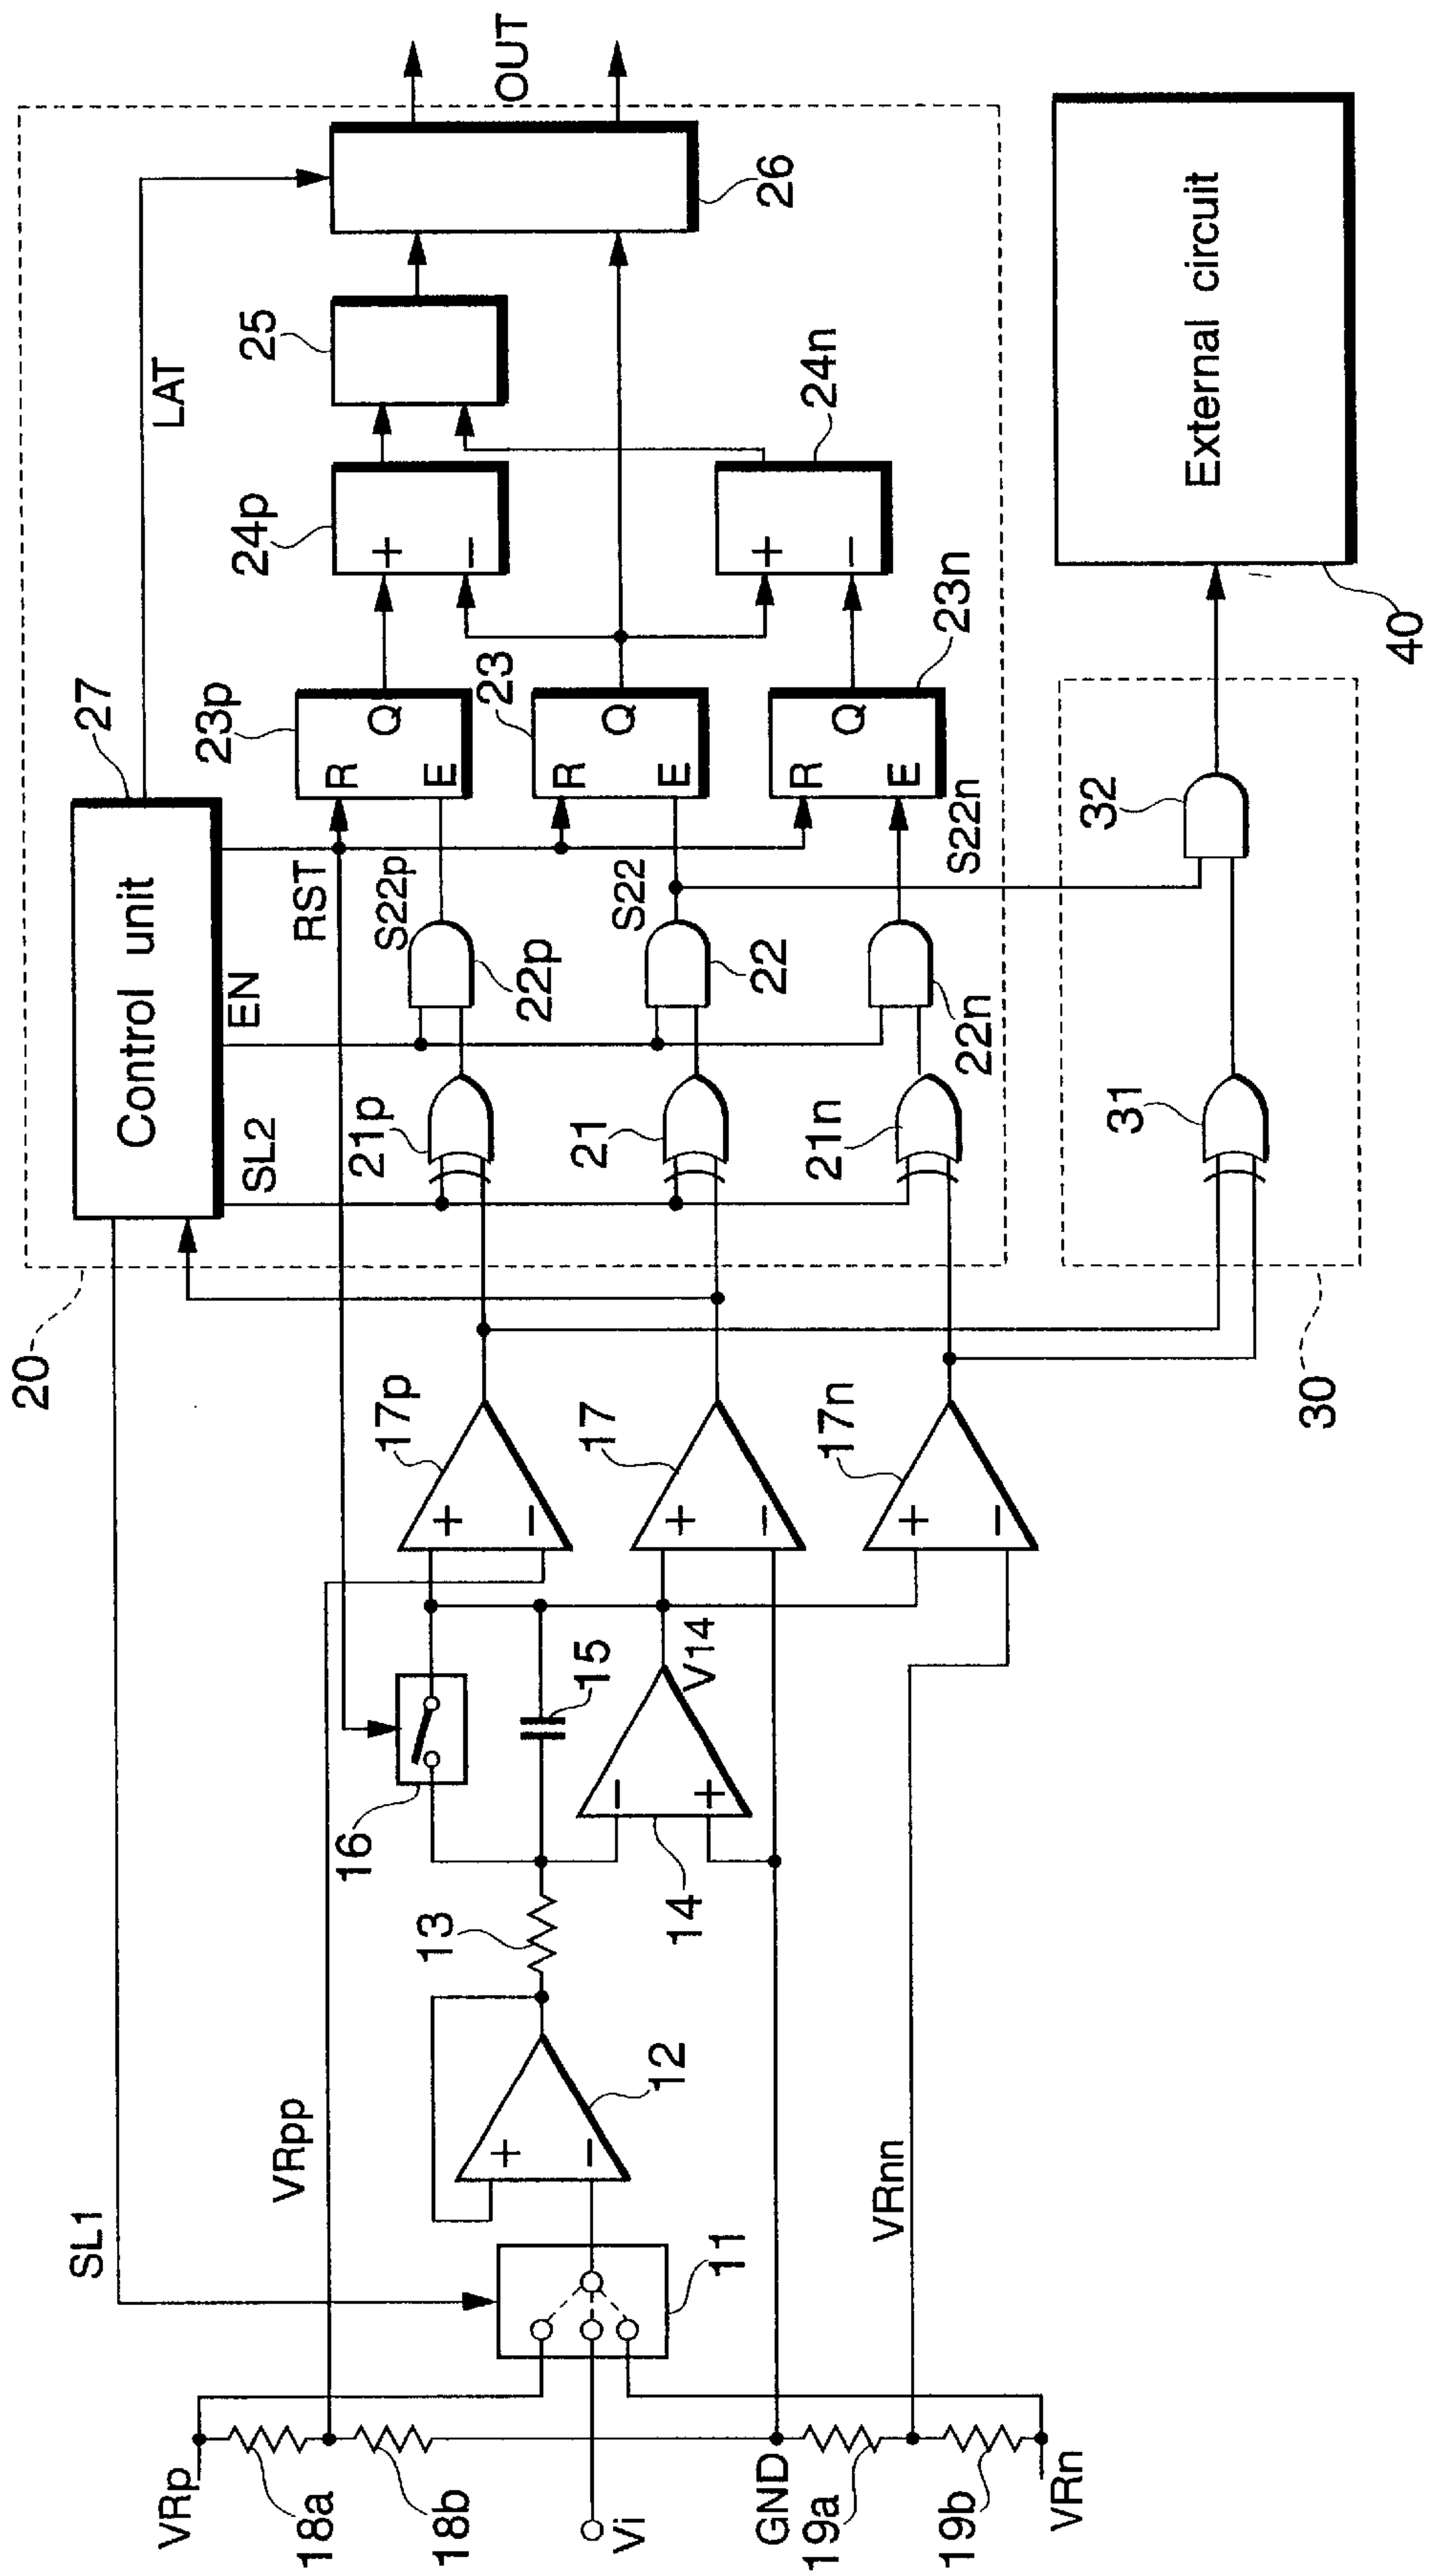 VRp
18a
18b
Vi
GND
19a
19b
VRn
SL1
VRpp
VRnn
11
+
−
12
13
16
15
−
+
14
V14
17p
+
−
17
+
−
17n
+
−
20
30
Control unit
27
SL2
EN
RST
LAT
21p
21
21n
22p
22
22n
S22p
S22
S22n
R
E
Q
23p
R
E
Q
23
R
E
Q
23n
24p
+
−
24n
+
−
25
26
OUT
31
32
External circuit
40